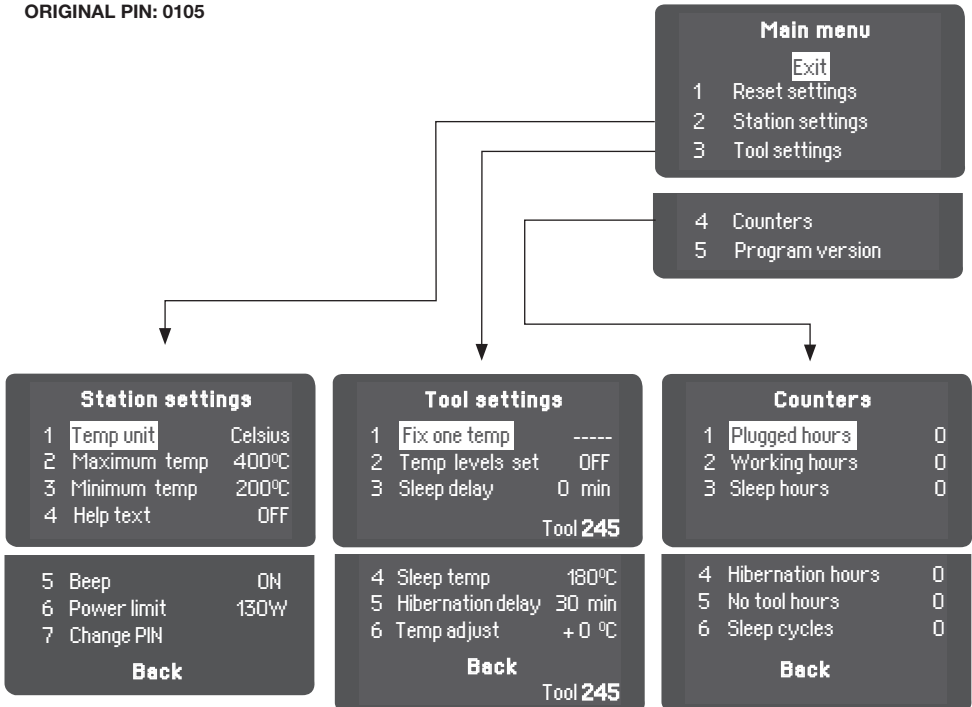 ORIGINAL PIN: 0105
Main menu
Exit
1 Reset settings
2 Station settings
3 Tool settings
4 Counters
5 Program version
Station settings
1 Temp unit Celsius
2 Maximum temp 400ºC
3 Minimum temp 200ºC
4 Help text OFF
5 Beep ON
6 Power limit 130W
7 Change PIN
Back
Tool settings
1 Fix one temp -----
2 Temp levels set OFF
3 Sleep delay 0 min
Tool 245
4 Sleep temp 180ºC
5 Hibernation delay 30 min
6 Temp adjust +0 ºC
Back
Tool 245
Counters
1 Plugged hours 0
2 Working hours 0
3 Sleep hours 0
4 Hibernation hours 0
5 No tool hours 0
6 Sleep cycles 0
Back